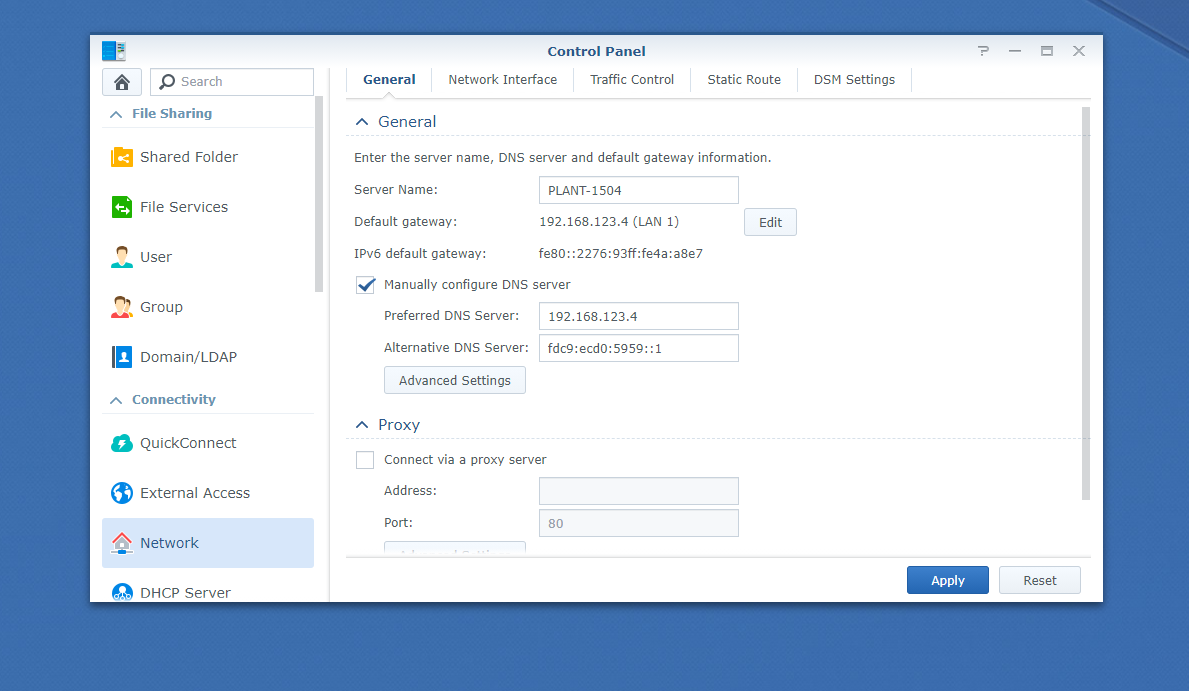 Control Panel
Search
File Sharing
Shared Folder
File Services
User
Group
Domain/LDAP
Connectivity
QuickConnect
External Access
Network
DHCP Server
General Network Interface Traffic Control Static Route DSM Settings
General
Enter the server name, DNS server and default gateway information.
Server Name: PLANT-1504
Default gateway: 192.168.123.4 (LAN 1) Edit
IPv6 default gateway: fe80::2276:93ff:fe4a:a8e7
Manually configure DNS server
Preferred DNS Server: 192.168.123.4
Alternative DNS Server: fdc9:ecd0:5959::1
Advanced Settings
Proxy
Connect via a proxy server
Address:
Port: 80
Apply Reset